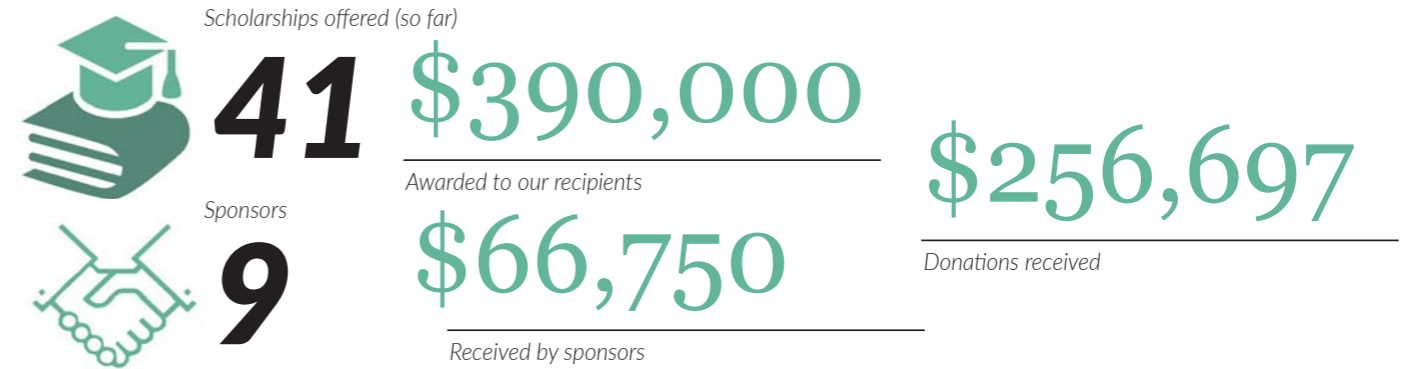 Scholarships offered (so far)
41
$390,000
Awarded to our recipients
Sponsors
9
$66,750
Received by sponsors
$256,697
Donations received